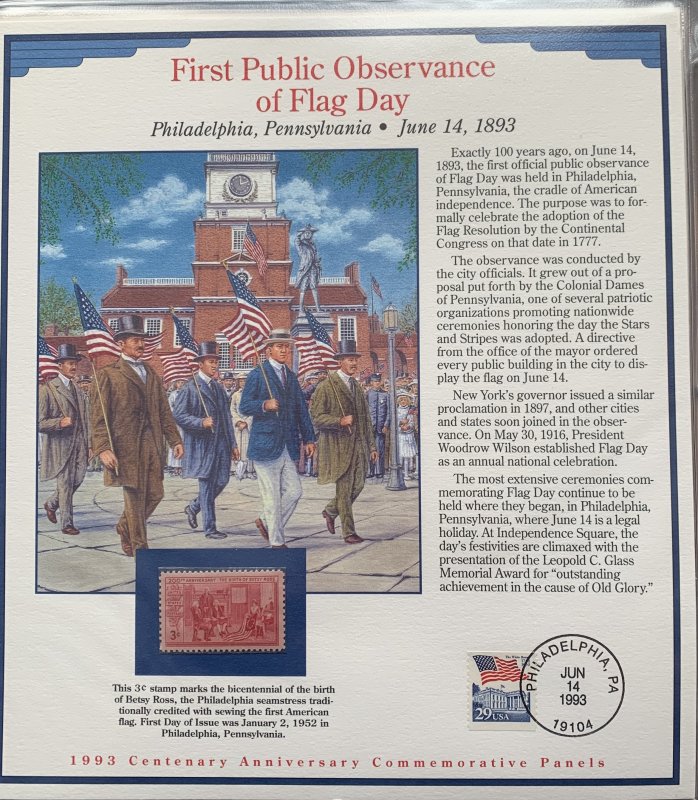 First Public Observance
of Flag Day
Philadelphia, Pennsylvania • June 14, 1893
Exactly 100 years ago, on June 14,
1893, the first official public observance
of Flag Day was held in Philadelphia,
Pennsylvania, the cradle of American
independence. The purpose was to for-
mally celebrate the adoption of the
Flag Resolution by the Continental
Congress on that date in 1777.
The observance was conducted by
the city officials. It grew out of a pro-
posal put forth by the Colonial Dames
of Pennsylvania, one of several patriotic
organizations promoting nationwide
ceremonies honoring the day the Stars
and Stripes was adopted. A directive
from the office of the mayor ordered
every public building in the city to dis-
play the flag on June 14.
New York's governor issued a similar
proclamation in 1897, and other cities
and states soon joined in the obser-
vance. On May 30, 1916, President
Woodrow Wilson established Flag Day
as an annual national celebration.
The most extensive ceremonies com-
memorating Flag Day continue to be
held where they began, in Philadelphia,
Pennsylvania, where June 14 is a legal
holiday. At Independence Square, the
day's festivities are climaxed with the
presentation of the Leopold C. Glass
Memorial Award for "outstanding
achievement in the cause of Old Glory."
200TH ANNIVERSARY THE BIRTH OF BETSY ROSS
3¢
This 3¢ stamp marks the bicentennial of the birth
of Betsy Ross, the Philadelphia seamstress tradi-
tionally credited with sewing the first American
flag. First Day of Issue was January 2, 1952 in
Philadelphia, Pennsylvania.
The White House
29 USA
PHILADELPHIA, PA
JUN
14
1993
19104
1993 Centenary Anniversary Commemorative Panels